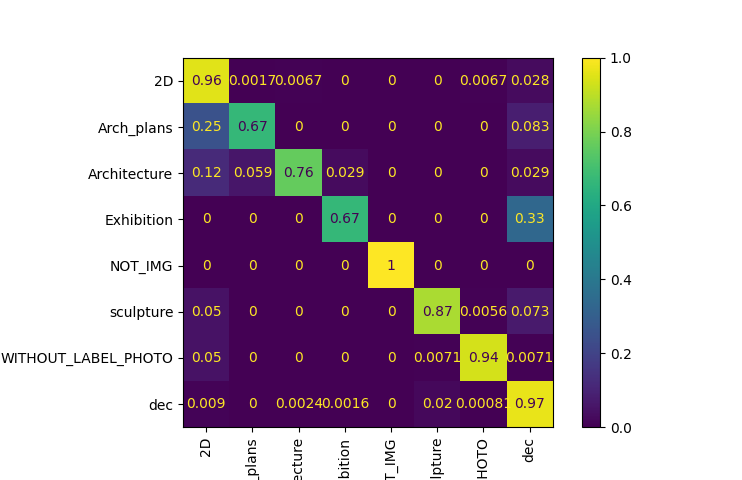 2D 0.96 0.0017 0.0067 0 0 0 0.0067 0.028
Arch_plans 0.25 0.67 0 0 0 0 0 0.083
Architecture 0.12 0.059 0.76 0.029 0 0 0 0.029
Exhibition 0 0 0 0.67 0 0 0 0.33
NOT_IMG 0 0 0 0 1 0 0 0
sculpture 0.05 0 0 0 0 0.87 0.0056 0.073
WITHOUT_LABEL_PHOTO 0.05 0 0 0 0 0.0071 0.94 0.0071
dec 0.009 0 0.0024 0.0016 0 0.02 0.00081 0.97
2D
_plans
ecture
bition
T_IMG
lpture
HOTO
dec
1.0
0.8
0.6
0.4
0.2
0.0